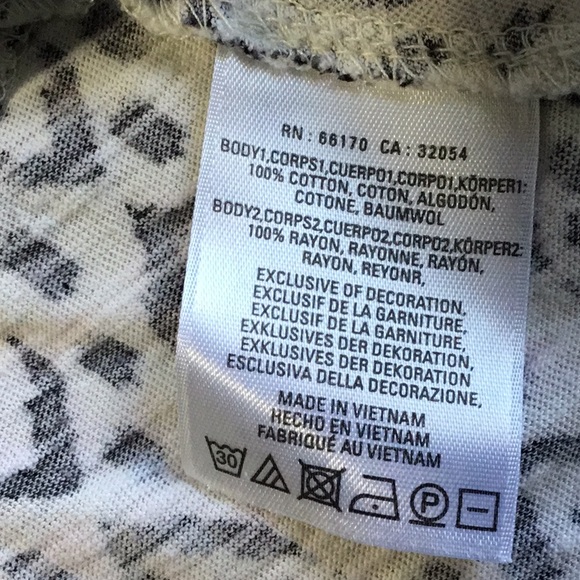 RN : 66170 CA : 32054
BODY1,CORPS1,CUERPO1,CORPO1,KÖRPER1:
100% COTTON, COTON, ALGODÓN,
COTONE, BAUMWOL
BODY2,CORPS2,CUERPO2,CORPO2,KÖRPER2:
100% RAYON, RAYONNE, RAYÓN,
RAYON, REYONR,
EXCLUSIVE OF DECORATION,
EXCLUSIF DE LA GARNITURE,
EXCLUSIF DE LA GARNITURE,
EXKLUSIVES DER DEKORATION,
EXKLUSIVES DER DEKORATION
ESCLUSIVA DELLA DECORAZIONE,
MADE IN VIETNAM
HECHO EN VIETNAM
FABRIQUÉ AU VIETNAM
30 P